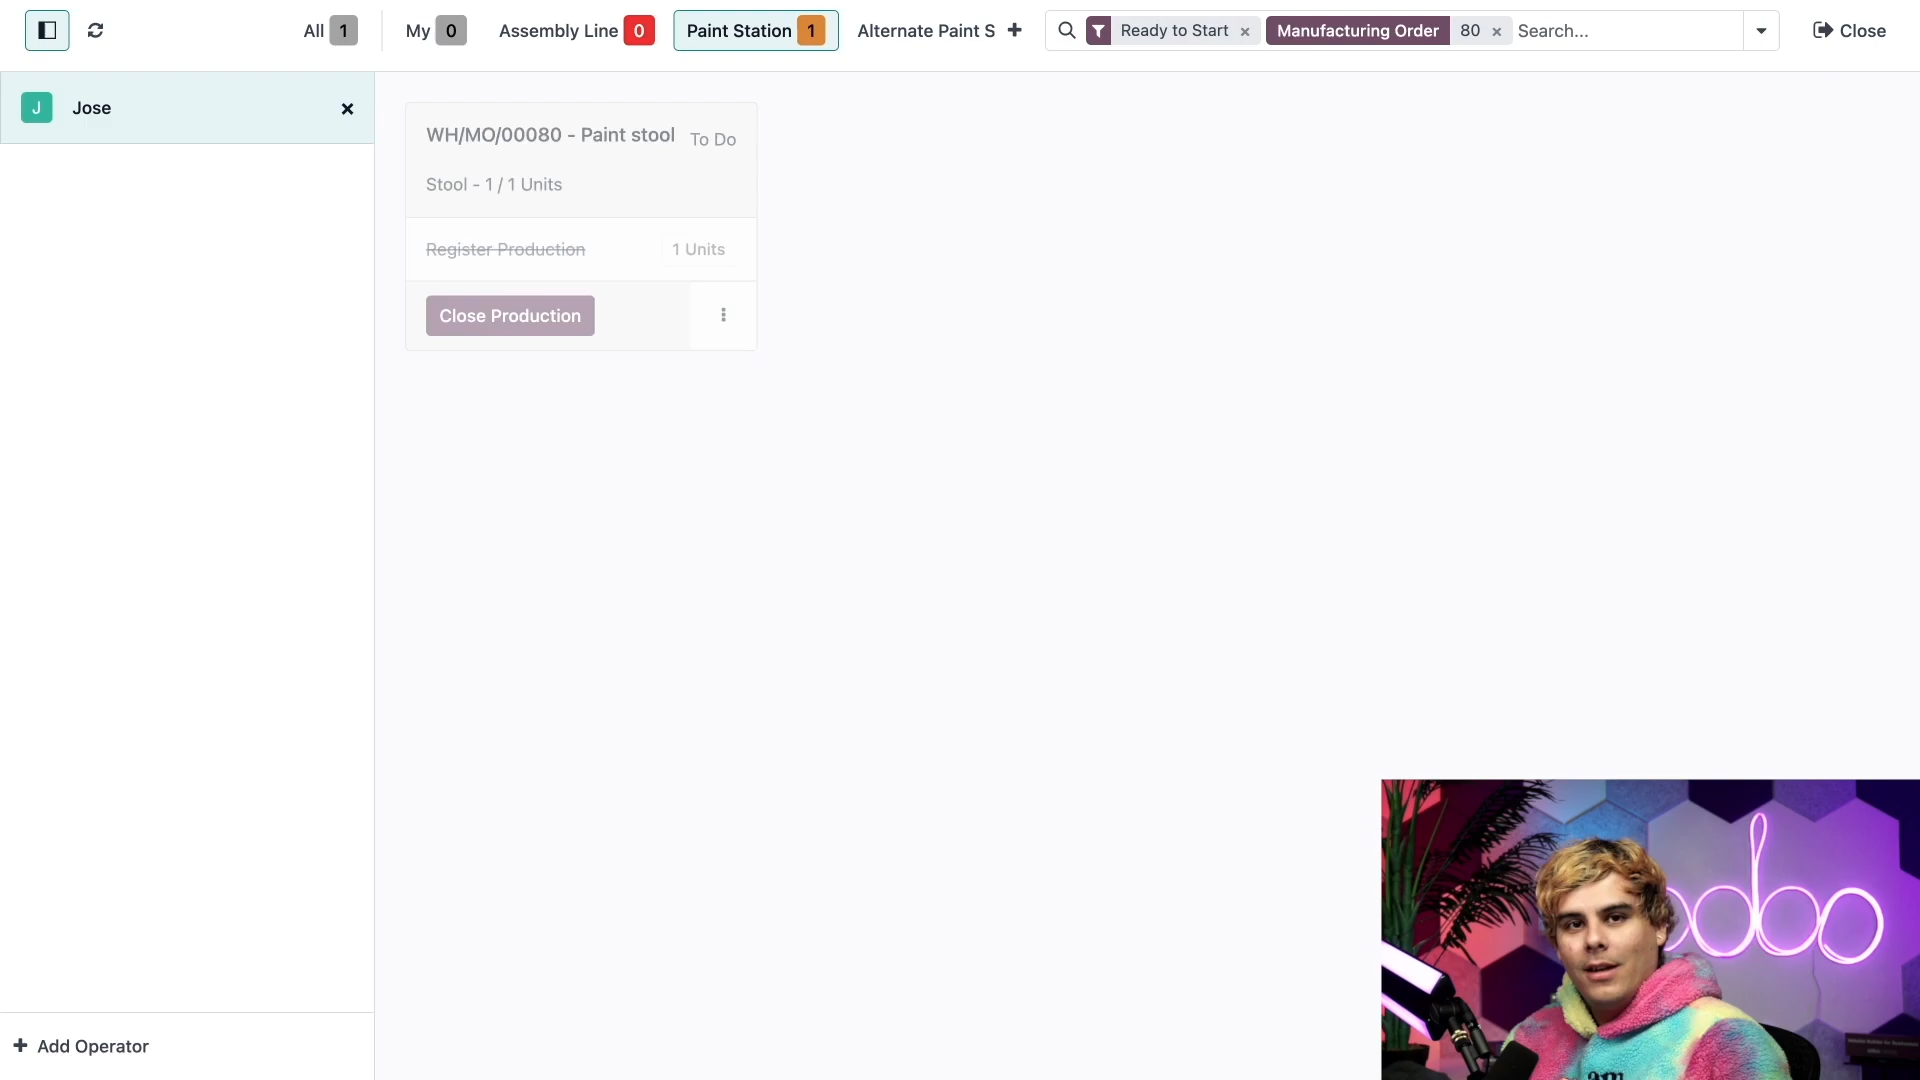 All 1
My 0
Assembly Line 0
Paint Station 1
Alternate Paint S
Ready to Start
Manufacturing Order 80
Search...
Close
J Jose
WH/MO/00080 - Paint stool
To Do
Stool - 1 / 1 Units
Register Production
1 Units
Close Production
Add Operator
odoo
am